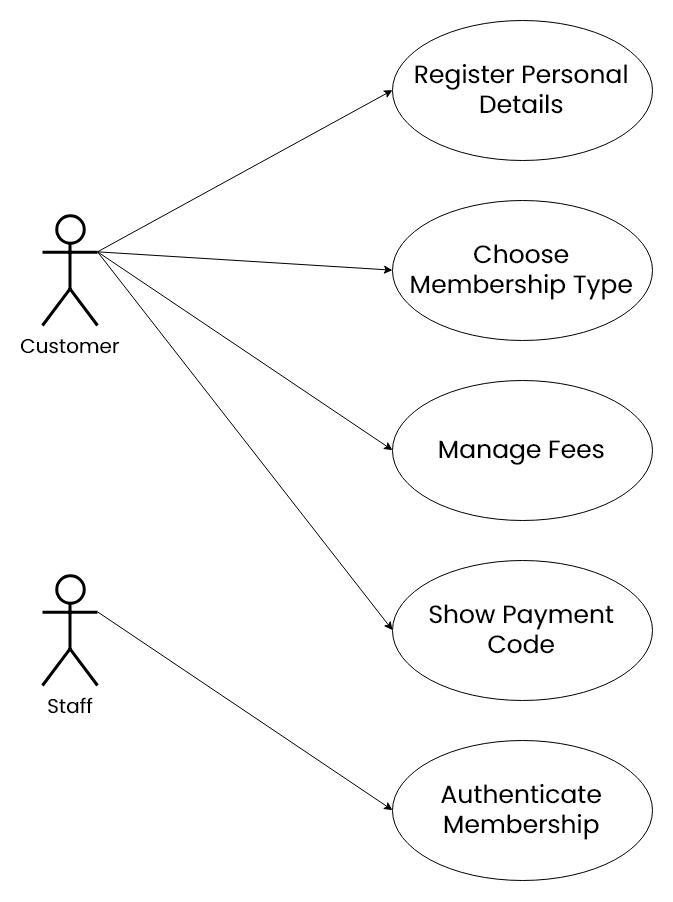 Register Personal
Details
Choose
Membership Type
Customer
Manage Fees
Show Payment
Code
Staff
Authenticate
Membership